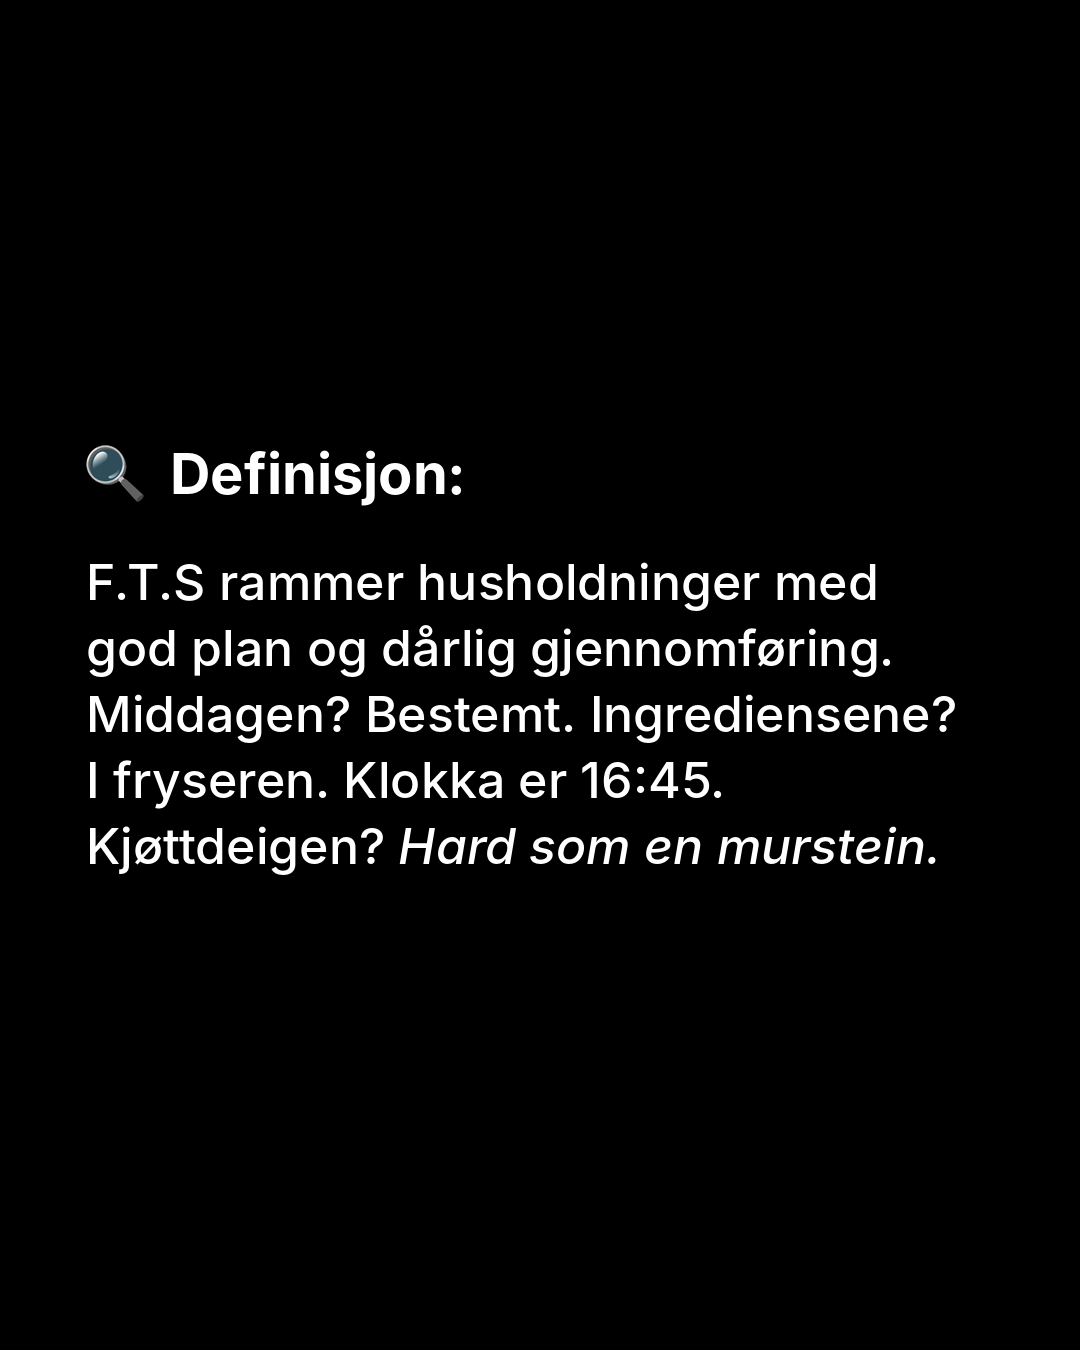 🔍 Definisjon:
F.T.S rammer husholdninger med
god plan og dårlig gjennomføring.
Middagen? Bestemt. Ingrediensene?
I fryseren. Klokka er 16:45.
Kjøttdeigen? Hard som en murstein.